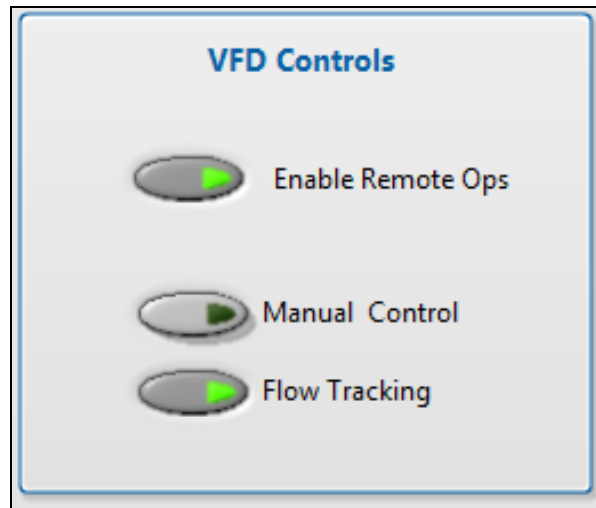 VFD Controls
Enable Remote Ops
Manual Control
Flow Tracking